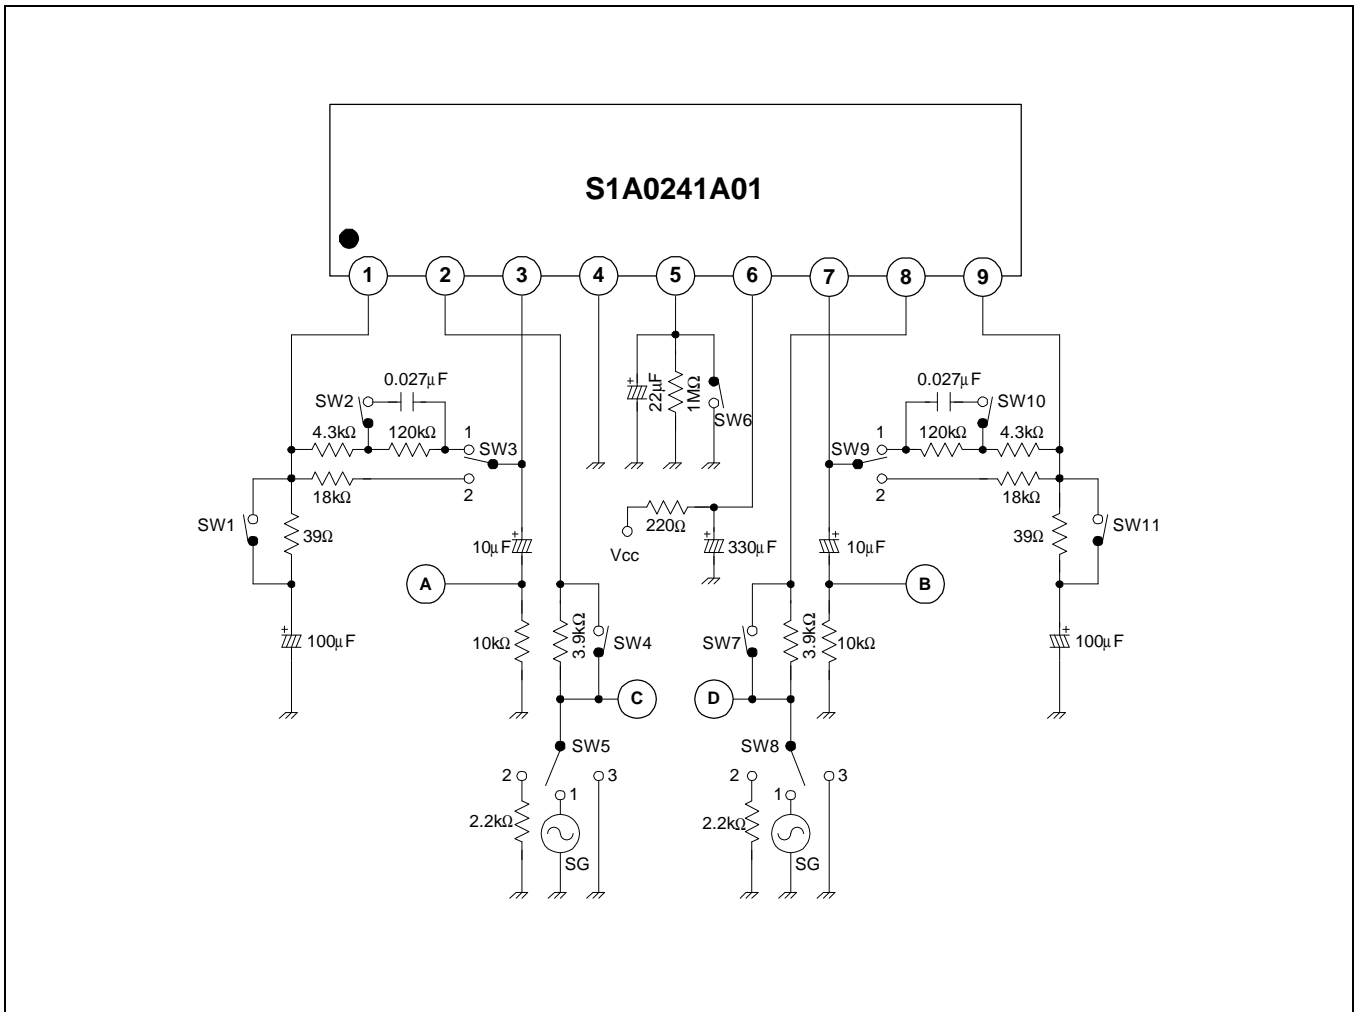 S1A0241A01
1 2 3 4 5 6 7 8 9
0.027μF
0.027μF
SW2
SW10
22μF
1MΩ
SW6
4.3kΩ
120kΩ
1
SW3
SW9
1
120kΩ
4.3kΩ
18kΩ
2
2
18kΩ
SW1
39Ω
220Ω
Vcc
330μF
39Ω
SW11
10μF
10μF
A
B
100μF
10kΩ
3.9kΩ
SW4
SW7
3.9kΩ
10kΩ
100μF
C
D
SW5
SW8
2
3
2
3
1
1
2.2kΩ
2.2kΩ
SG
SG